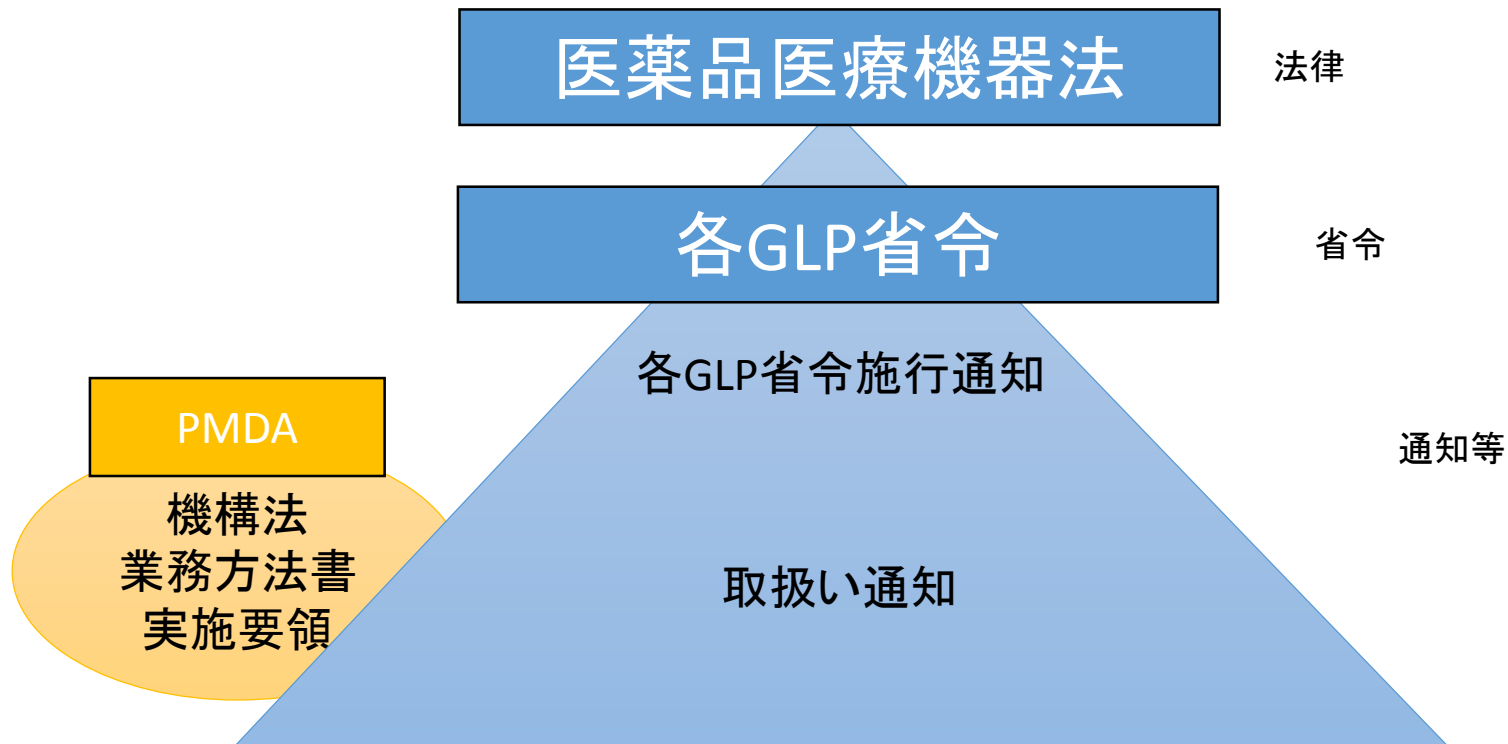 医薬品医療機器法
法律
各GLP省令
省令
各GLP省令施行通知
PMDA
通知等
機構法
業務方法書
実施要領
取扱い通知